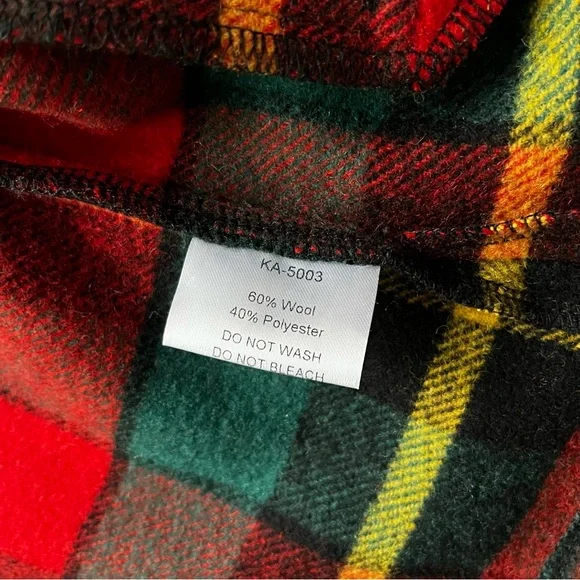 KA-5003
60% Wool
40% Polyester
DO NOT WASH
DO NOT BLEACH